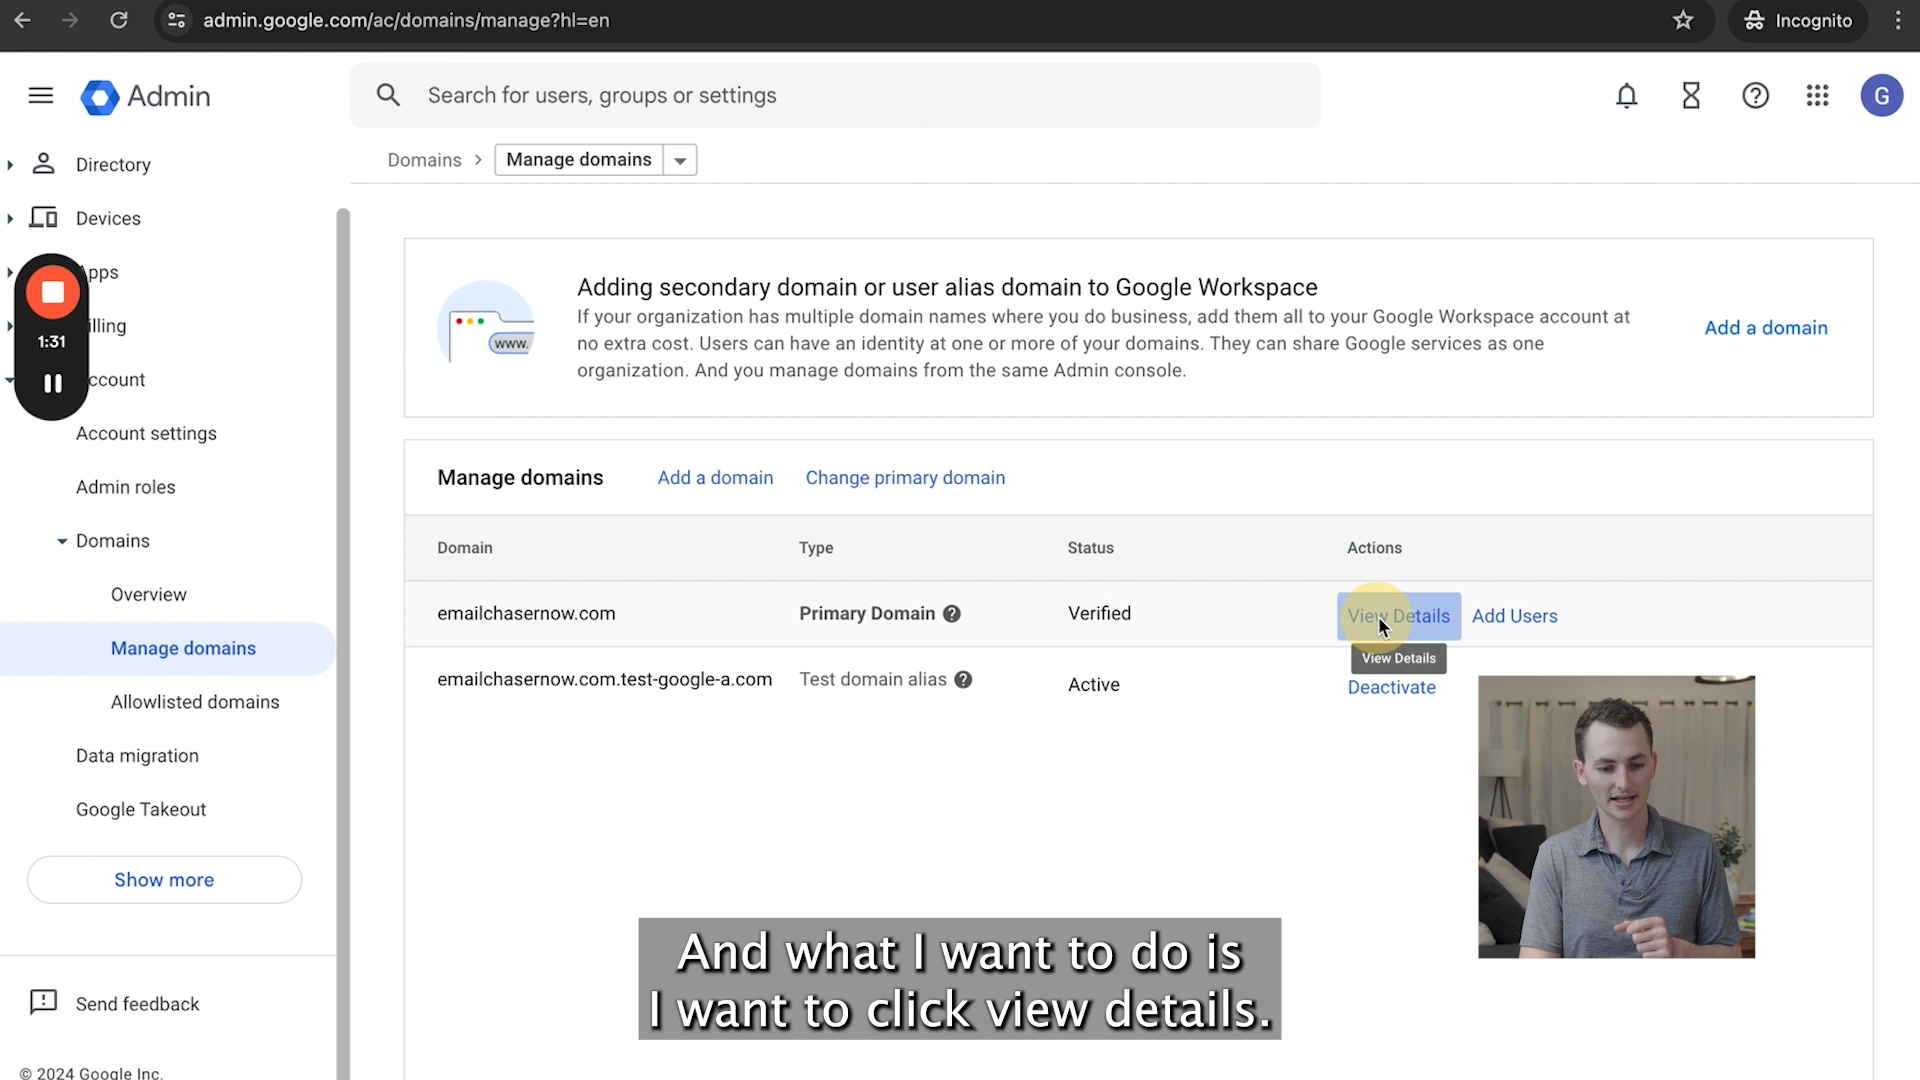 admin.google.com/ac/domains/manage?hl=en
Incognito
Admin
Search for users, groups or settings
G
Directory
Devices
pps
illing
ccount
1:31
Account settings
Admin roles
Domains
Overview
Manage domains
Allowlisted domains
Data migration
Google Takeout
Show more
Send feedback
© 2024 Google Inc.
Domains
Manage domains
www.
Adding secondary domain or user alias domain to Google Workspace
If your organization has multiple domain names where you do business, add them all to your Google Workspace account at
no extra cost. Users can have an identity at one or more of your domains. They can share Google services as one
organization. And you manage domains from the same Admin console.
Add a domain
Manage domains Add a domain Change primary domain
Domain Type Status Actions
emailchasernow.com Primary Domain Verified View Details Add Users
View Details
emailchasernow.com.test-google-a.com Test domain alias Active Deactivate
And what I want to do is
I want to click view details.